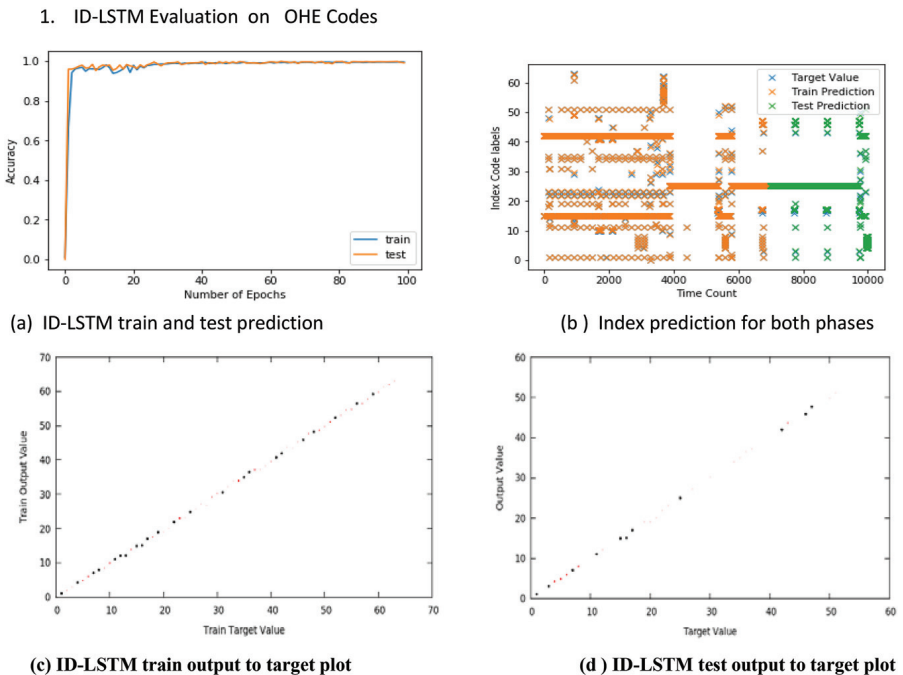 1. ID-LSTM Evaluation on OHE Codes
1.0
0.8
0.6
0.4
0.2
0.0
Accuracy
train
test
0 20 40 60 80 100
Number of Epochs
60
50
40
30
20
10
0
Index Code labels
Target Value
Train Prediction
Test Prediction
0 2000 4000 6000 8000 10000
Time Count
(a) ID-LSTM train and test prediction
(b ) Index prediction for both phases
70
60
50
40
30
20
10
0
Train Output Value
0 10 20 30 40 50 60 70
Train Target Value
60
50
40
30
20
10
0
Output Value
0 10 20 30 40 50 60
Target Value
(c) ID-LSTM train output to target plot
(d ) ID-LSTM test output to target plot